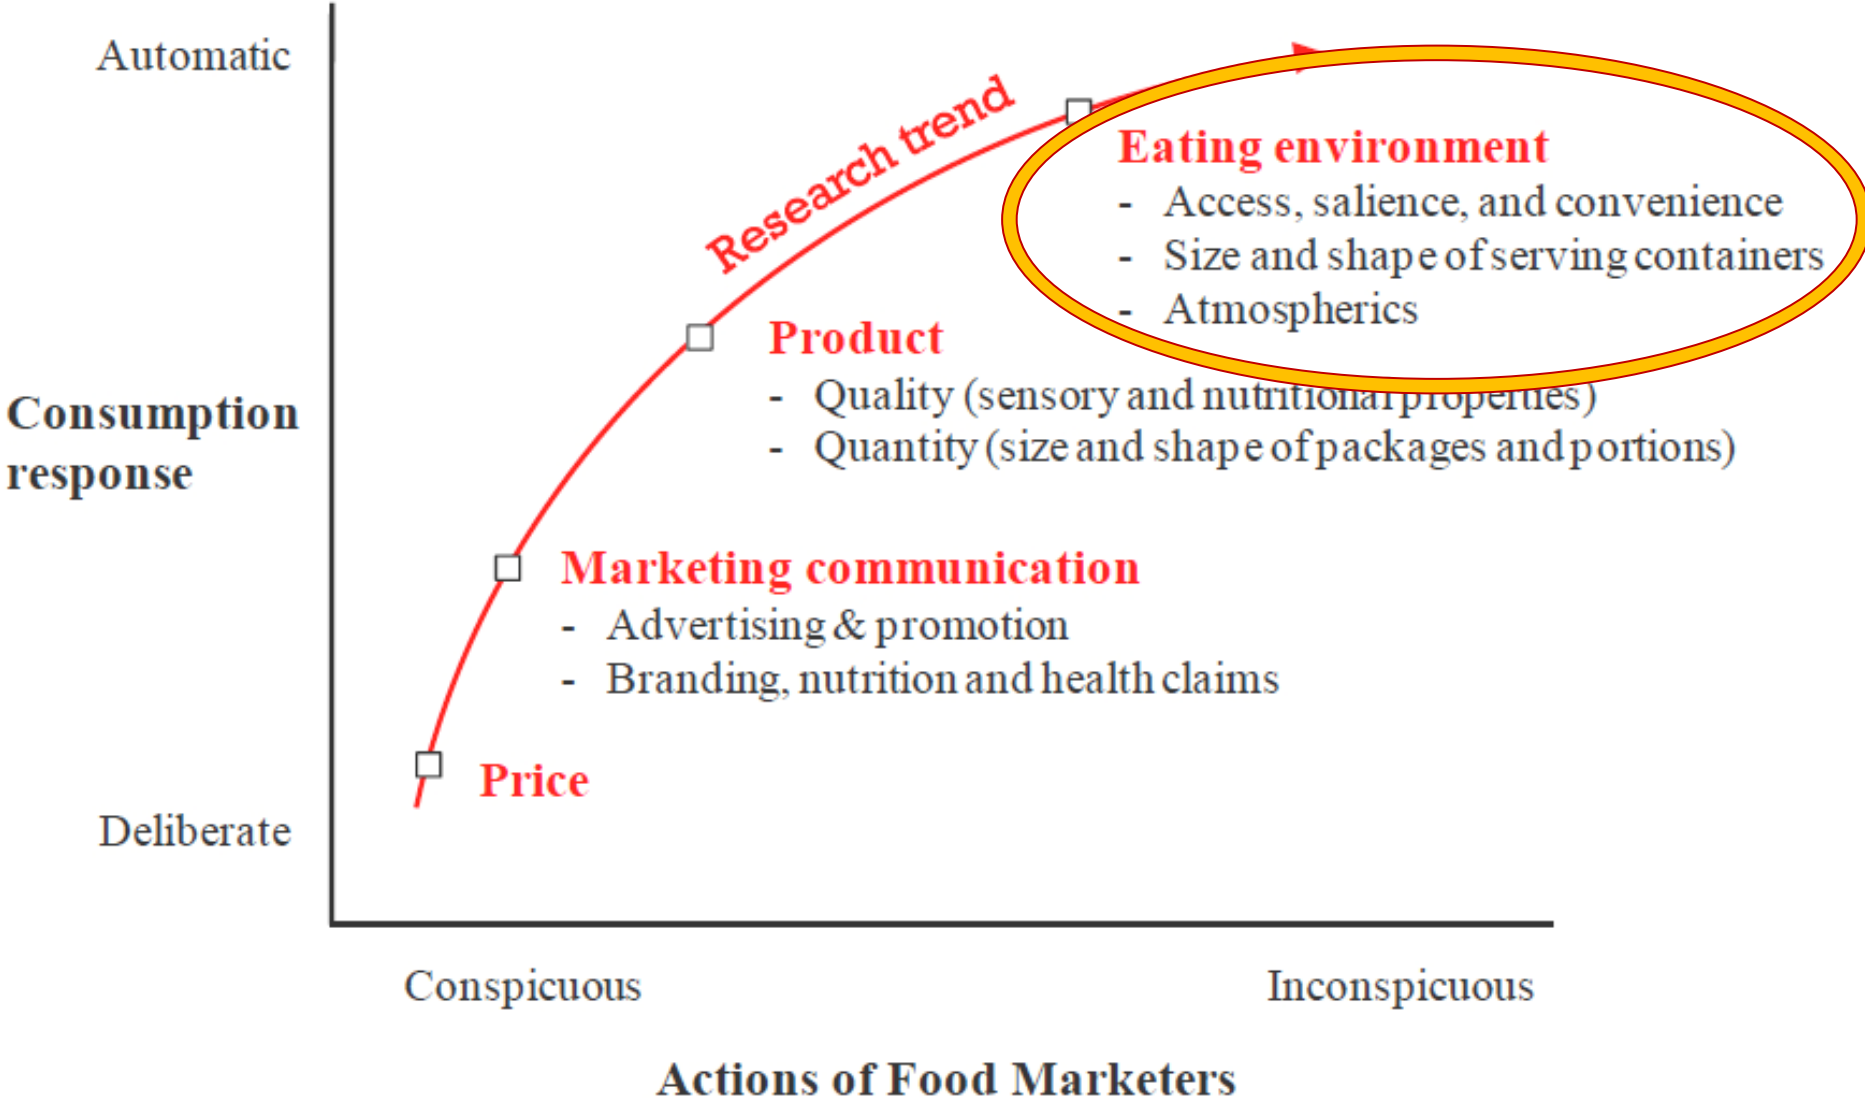 Automatic
Research trend
Eating environment
- Access, salience, and convenience
- Size and shape of serving containers
- Atmospherics
Product
- Quality (sensory and nutritional properties)
- Quantity (size and shape of packages and portions)
Consumption
response
Marketing communication
- Advertising & promotion
- Branding, nutrition and health claims
Price
Deliberate
Conspicuous
Inconspicuous
Actions of Food Marketers